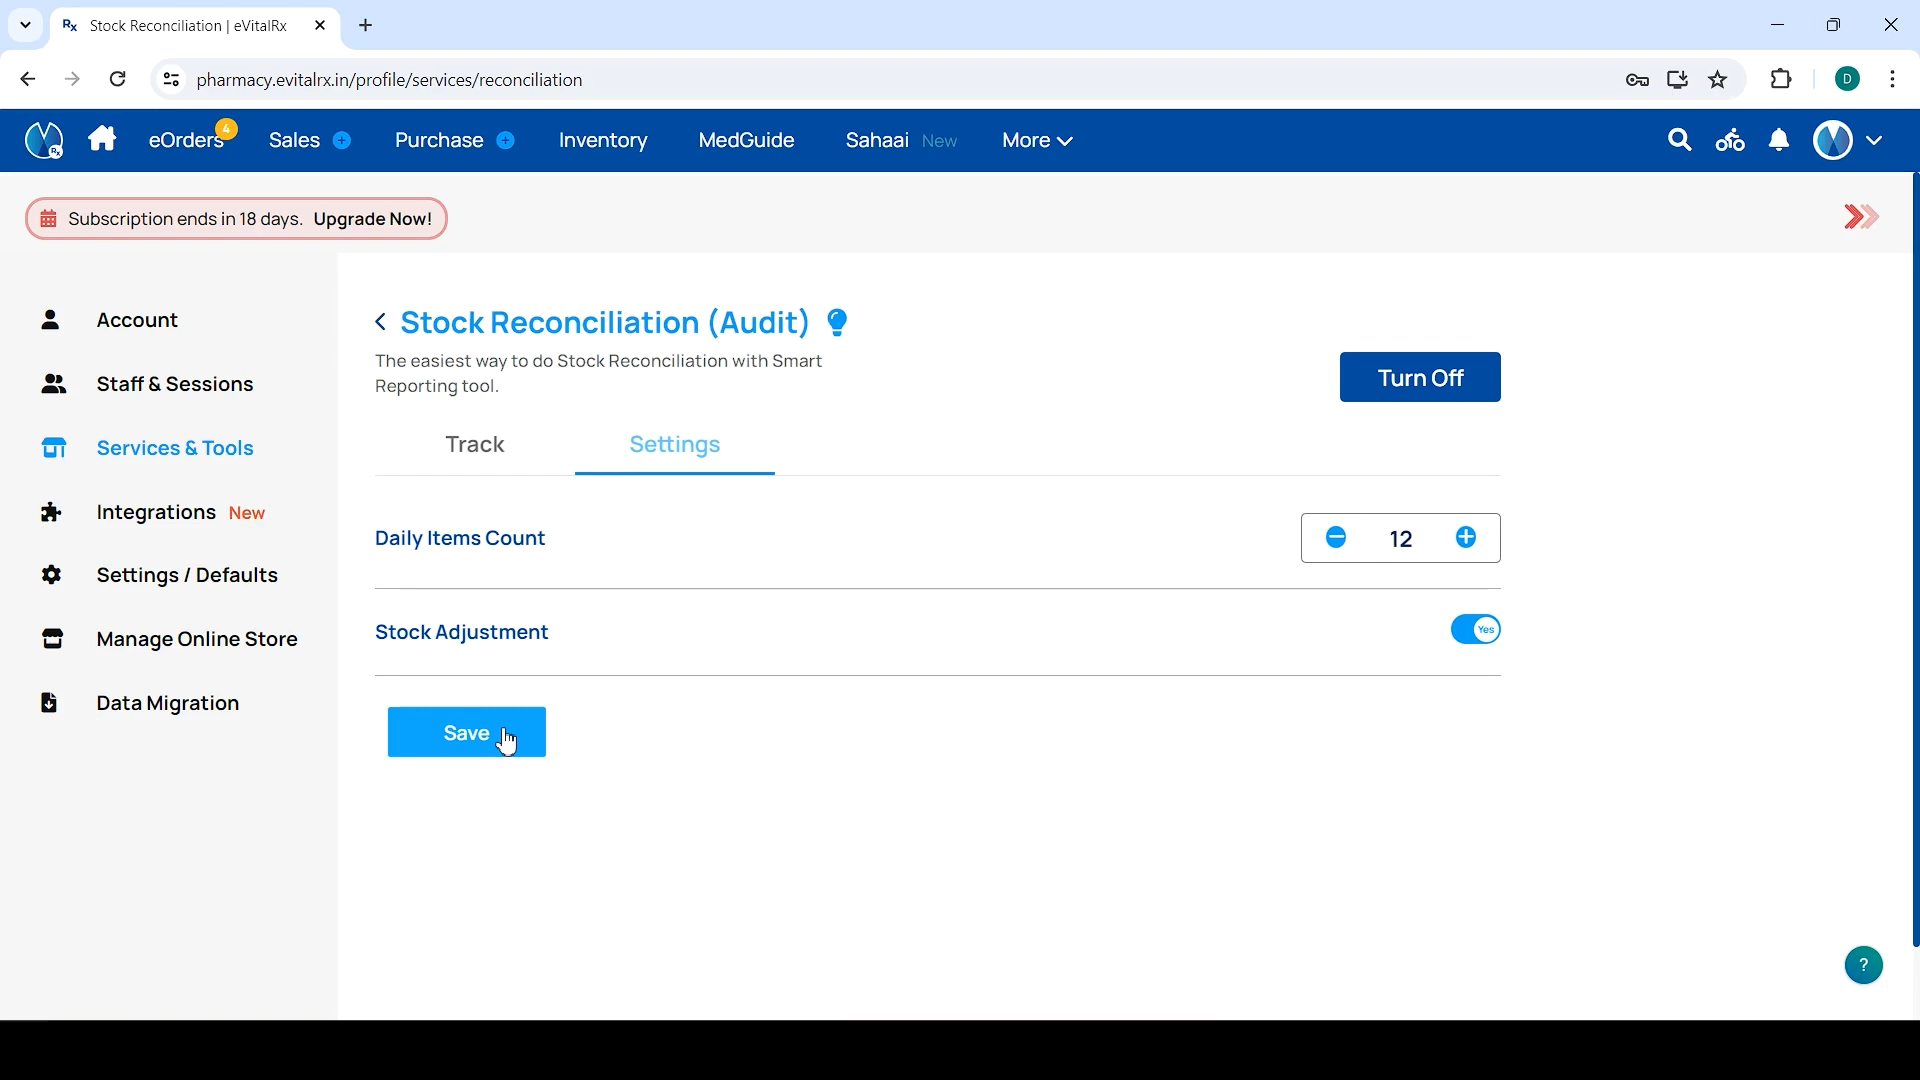 Rx Stock Reconciliation | eVitalRx
pharmacy.evitalrx.in/profile/services/reconciliation
D
Rx eOrders 4 Sales Purchase Inventory MedGuide Sahaai New More
Subscription ends in 18 days. Upgrade Now!
Account
Staff & Sessions
Services & Tools
Integrations New
Settings / Defaults
Manage Online Store
Data Migration
Stock Reconciliation (Audit)
The easiest way to do Stock Reconciliation with Smart
Reporting tool.
Turn Off
Track Settings
Daily Items Count 12
Stock Adjustment Yes
Save
?